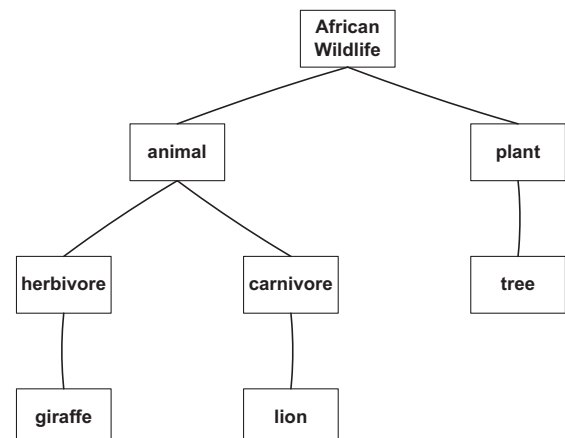 African
Wildlife
animal
plant
herbivore
carnivore
tree
giraffe
lion